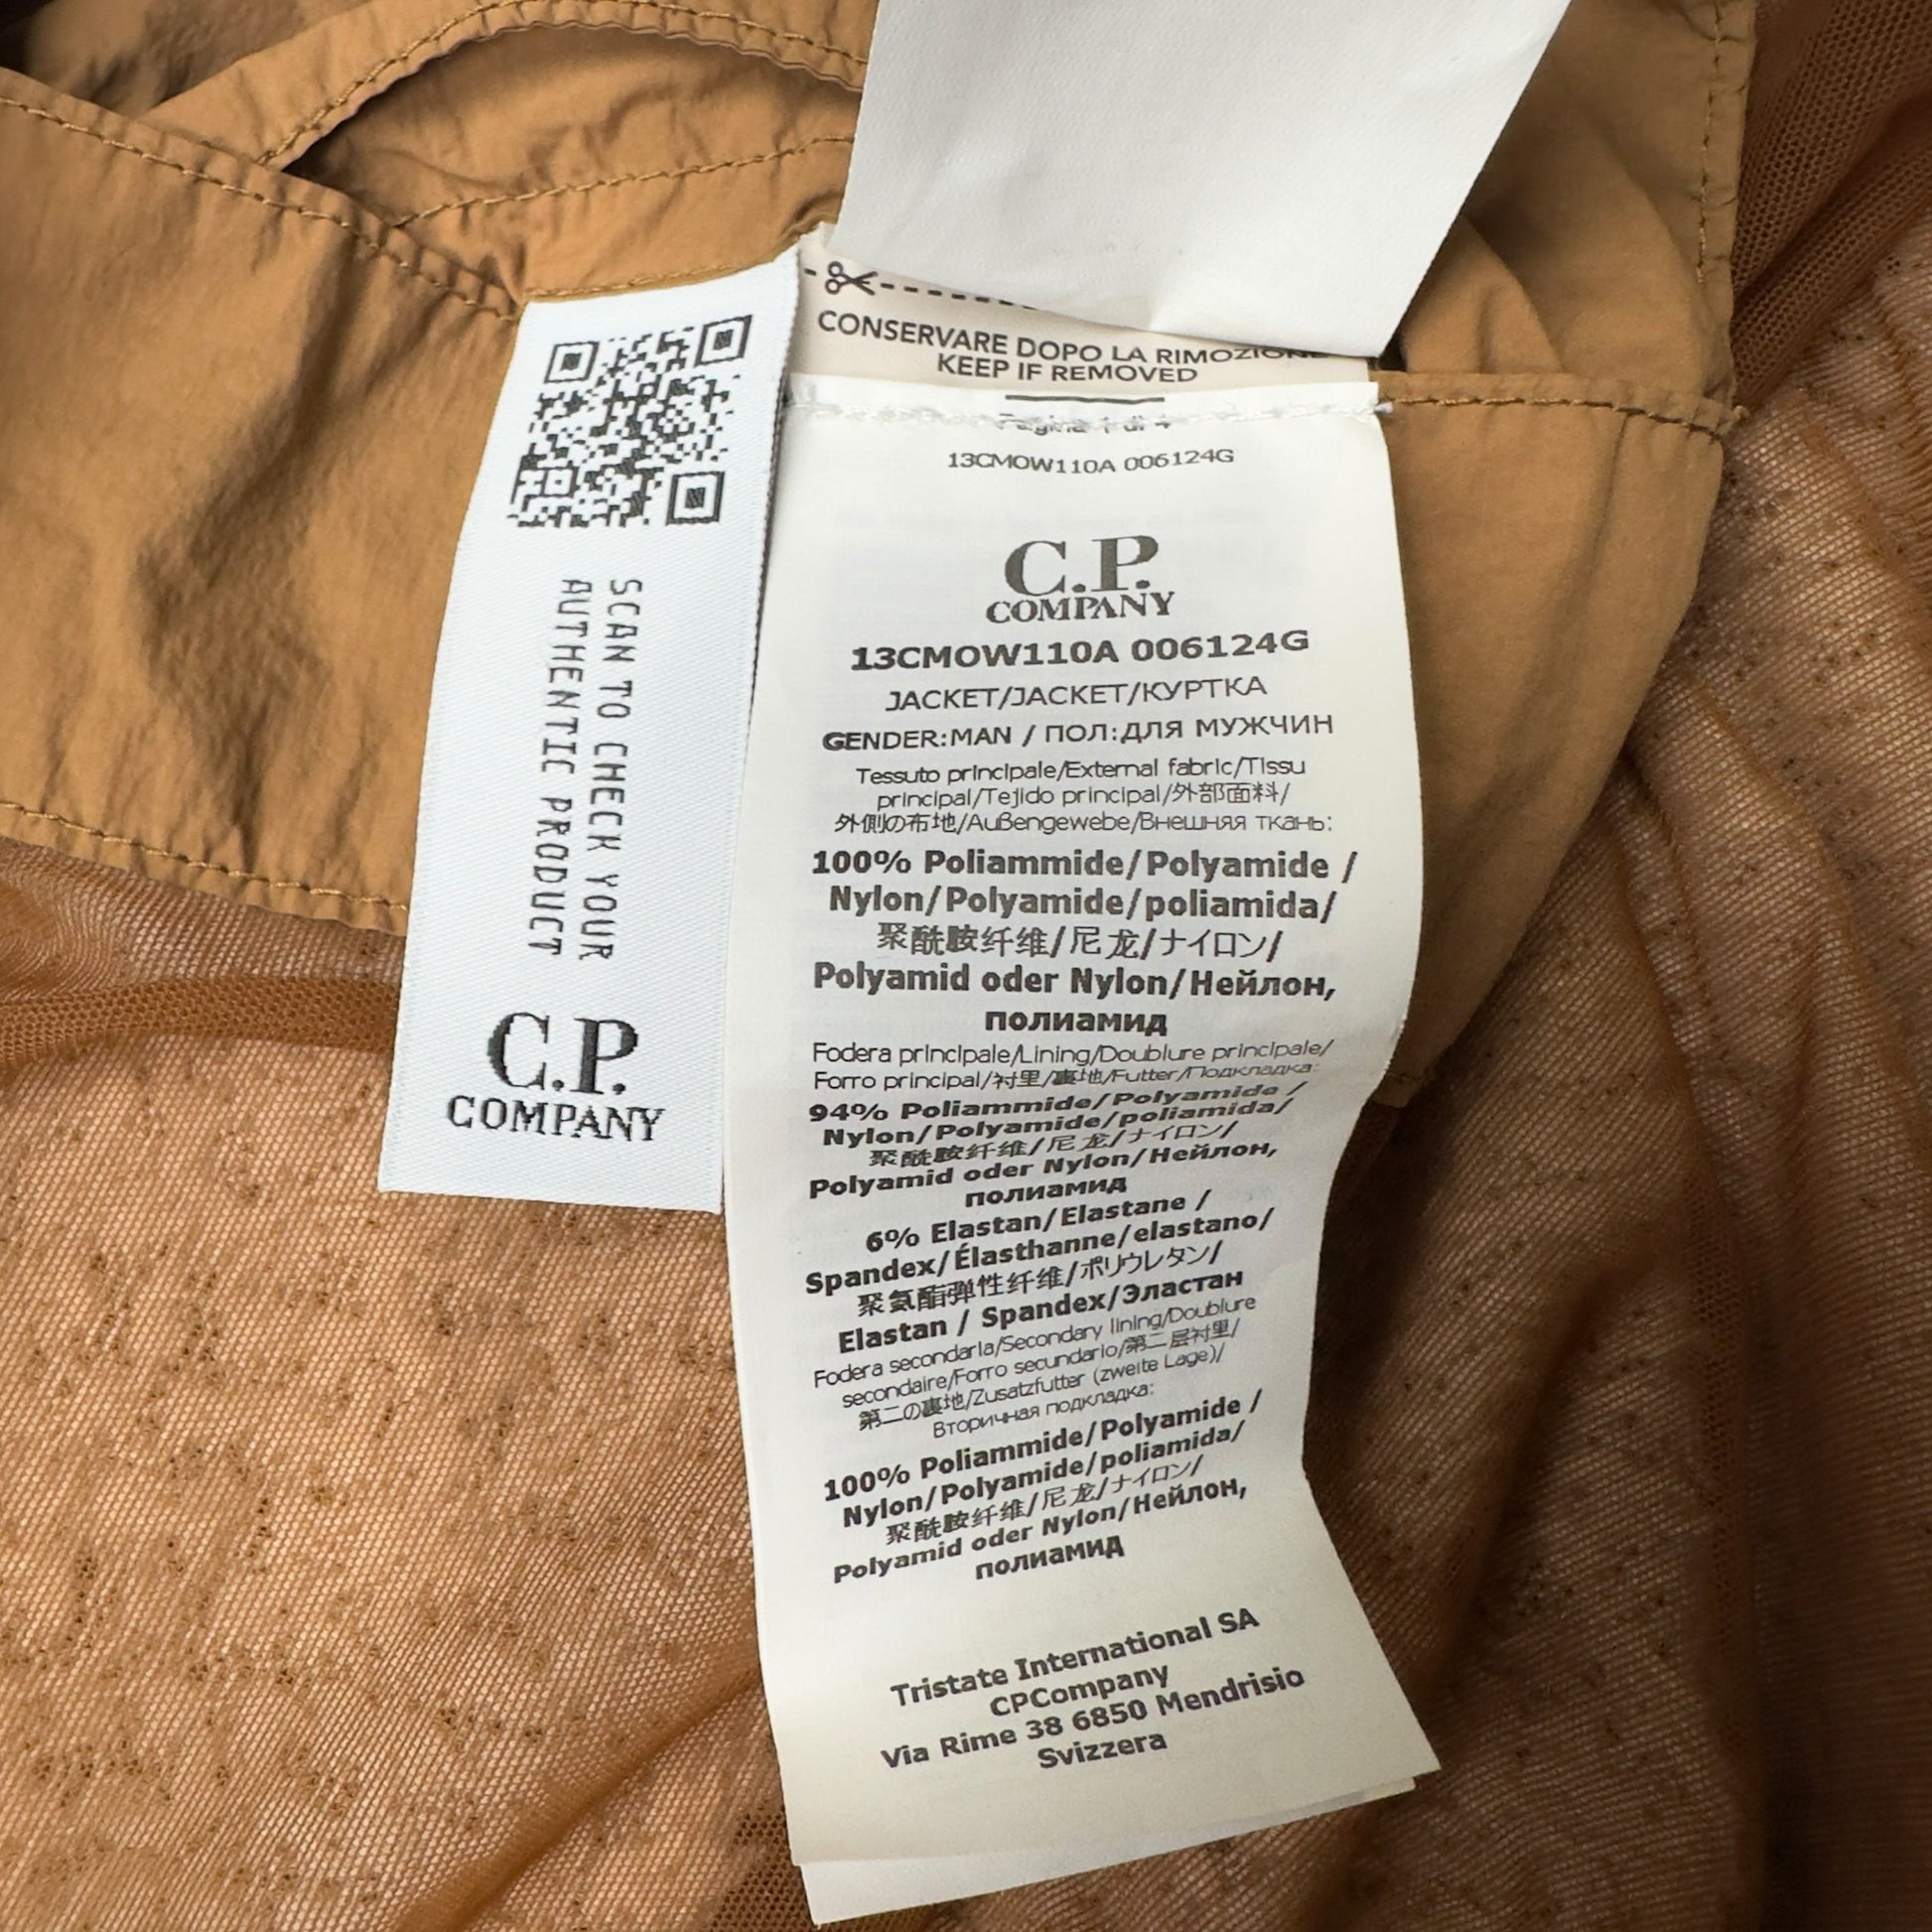 SCAN TO CHECK YOUR
AUTHENTIC PRODUCT
C.P.
COMPANY
CONSERVARE DOPO LA RIMOZIONE
KEEP IF REMOVED
Pagina 1 di 4
13CMOW110A 006124G
C.P.
COMPANY
13CMOW110A 006124G
JACKET/JACKET/КУРТКА
GENDER:MAN / ПОЛ:ДЛЯ МУЖЧИН
Tessuto principale/External fabric/Tissu
principal/Tejido principal/外部面料/
外側の布地/Außengewebe/Внешняя ткань:
100% Poliammide/Polyamide /
Nylon/Polyamide/poliamida/
聚酰胺纤维/尼龙/ナイロン/
Polyamid oder Nylon/Нейлон,
полиамид
Fodera principale/Lining/Doublure principale/
Forro principal/衬里/裏地/Futter/Подкладка:
94% Poliammide/Polyamide /
Nylon/Polyamide/poliamida/
聚酰胺纤维/尼龙/ナイロン/
Polyamid oder Nylon/Нейлон,
полиамид
6% Elastan/Elastane /
Spandex/Élasthanne/elastano/
聚氨酯弹性纤维/ポリウレタン/
Elastan / Spandex/Эластан
Fodera secondaria/Secondary lining/Doublure
secondaire/Forro secundario/第二层衬里/
第二の裏地/Zusatzfutter (zweite Lage)/
Вторичная подкладка:
100% Poliammide/Polyamide /
Nylon/Polyamide/poliamida/
聚酰胺纤维/尼龙/ナイロン/
Polyamid oder Nylon/Нейлон,
полиамид
Tristate International SA
CPCompany
Via Rime 38 6850 Mendrisio
Svizzera